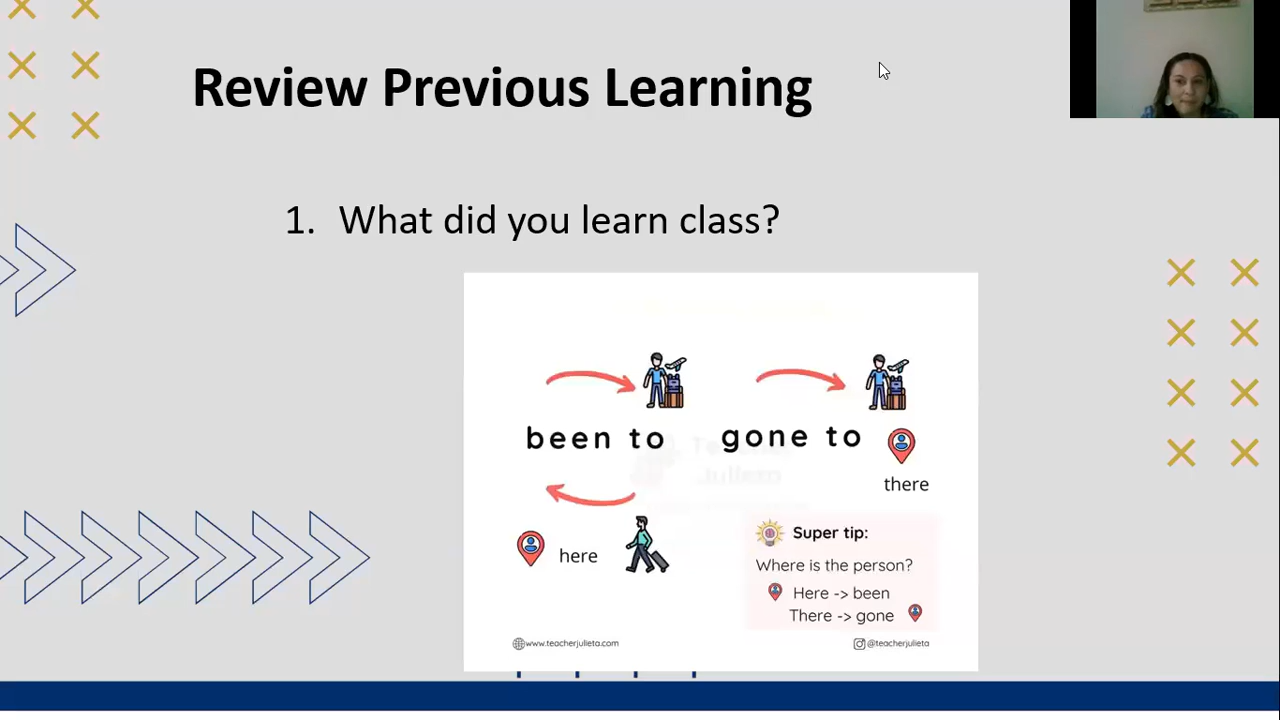 Review Previous Learning
1. What did you learn class?
been to
gone to
there
here
Super tip:
Where is the person?
Here -> been
There -> gone
www.teacherjulieta.com
@teacherjulieta